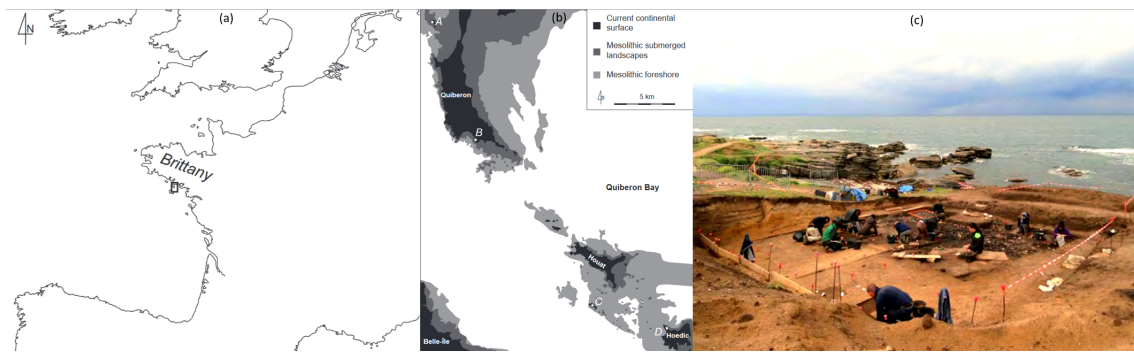 (a)
N
Brittany
(b)
A
Quiberon
B
Quiberon Bay
Houat
C
D
Hoedic
Belle-Île
Current continental
surface
Mesolithic submerged
landscapes
Mesolithic foreshore
N
5 km
(c)